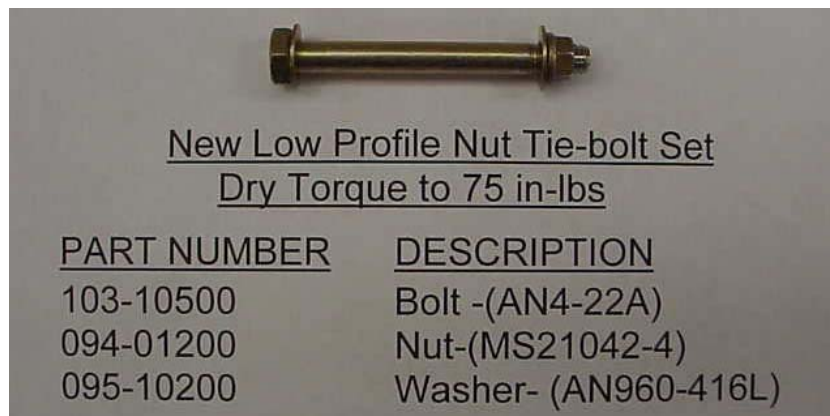 New Low Profile Nut Tie-bolt Set
Dry Torque to 75 in-lbs
PART NUMBER DESCRIPTION
103-10500 Bolt -(AN4-22A)
094-01200 Nut-(MS21042-4)
095-10200 Washer- (AN960-416L)